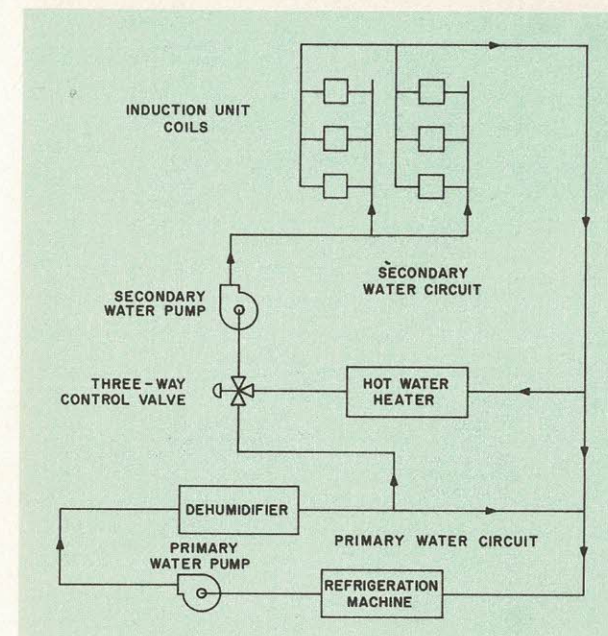 INDUCTION UNIT
COILS
SECONDARY
WATER CIRCUIT
SECONDARY
WATER PUMP
THREE-WAY
CONTROL VALVE
HOT WATER
HEATER
DEHUMIDIFIER
PRIMARY WATER CIRCUIT
PRIMARY
WATER PUMP
REFRIGERATION
MACHINE